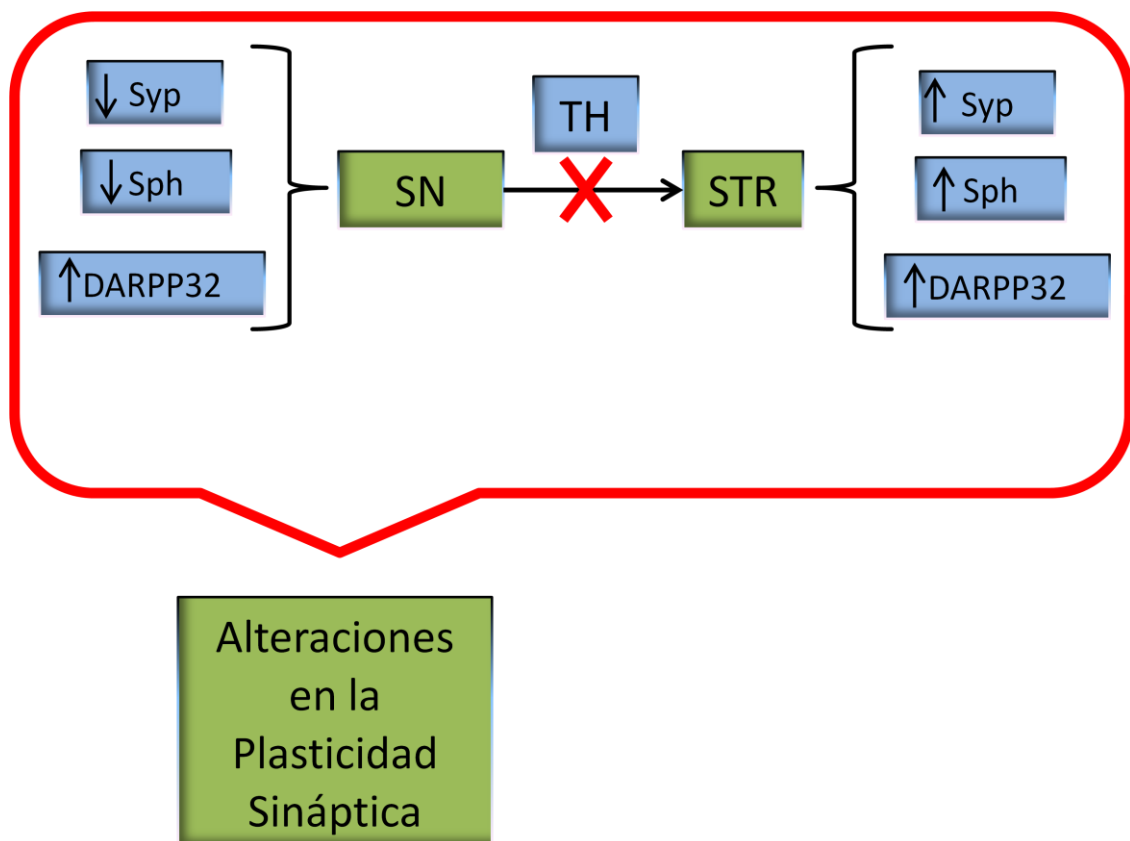 ↓ Syp
↓ Sph
↑DARPP32
SN
TH
STR
↑ Syp
↑ Sph
↑DARPP32
Alteraciones
en la
Plasticidad
Sináptica